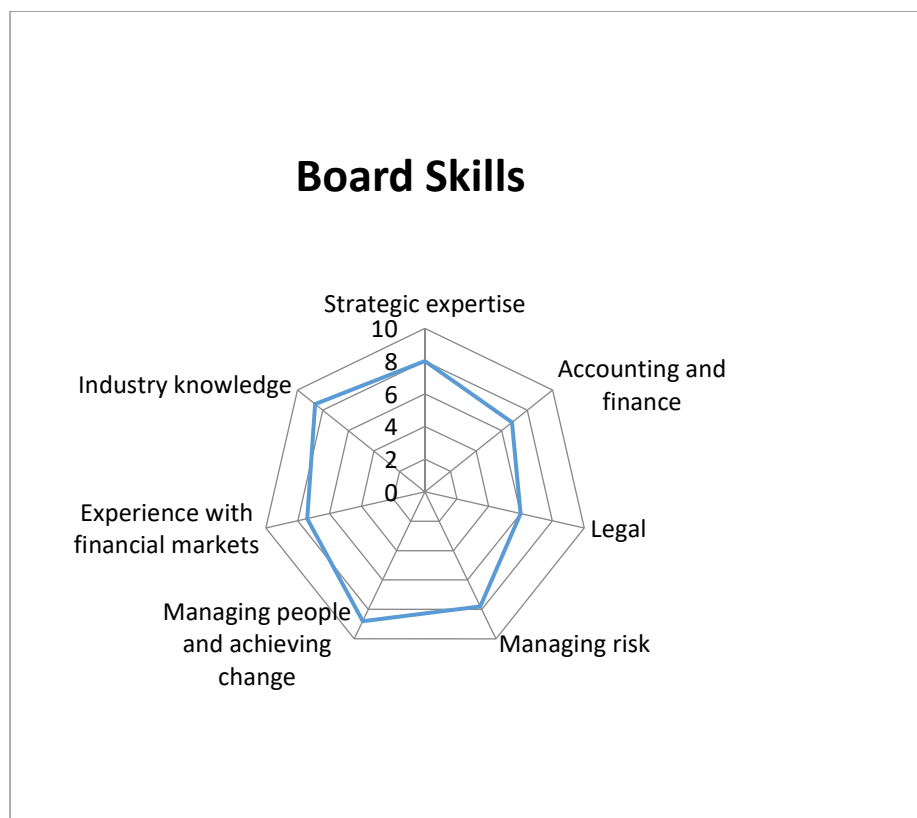 Board Skills
Strategic expertise
10
8
6
4
2
0
Accounting and
finance
Legal
Managing risk
Managing people
and achieving
change
Experience with
financial markets
Industry knowledge